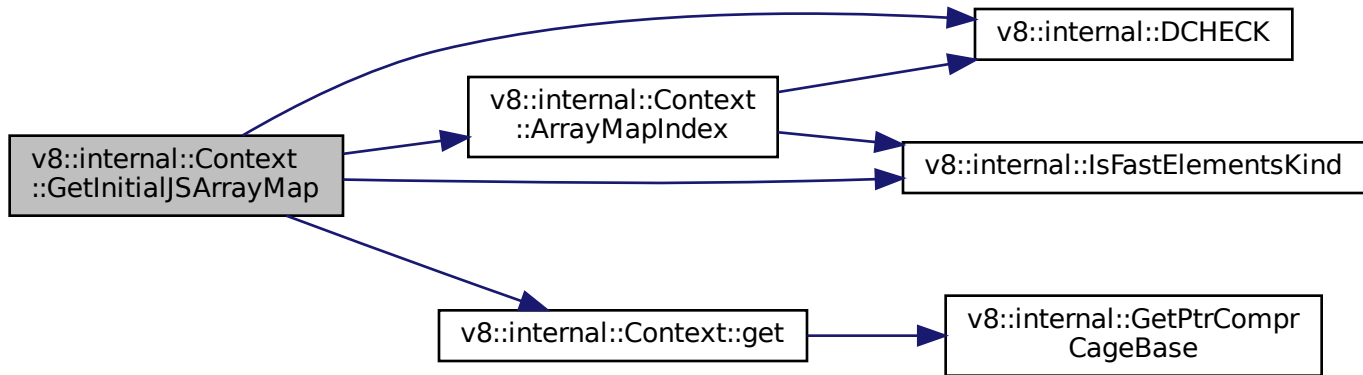 v8::internal::DCHECK
v8::internal::Context
::ArrayMapIndex
v8::internal::Context
::GetInitialJSArrayMap
v8::internal::IsFastElementsKind
v8::internal::Context::get
v8::internal::GetPtrCompr
CageBase